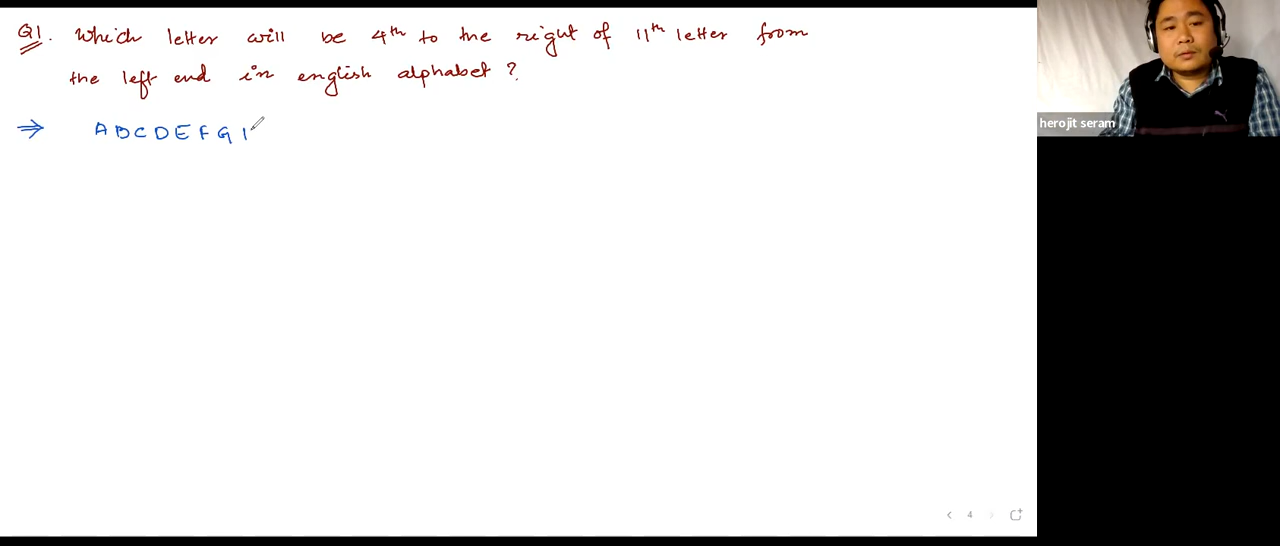 Q1. Which letter will be 4th to the right of 11th letter from
the left end in english alphabet ?
⇒ A B C D E F G
herojit seram
4